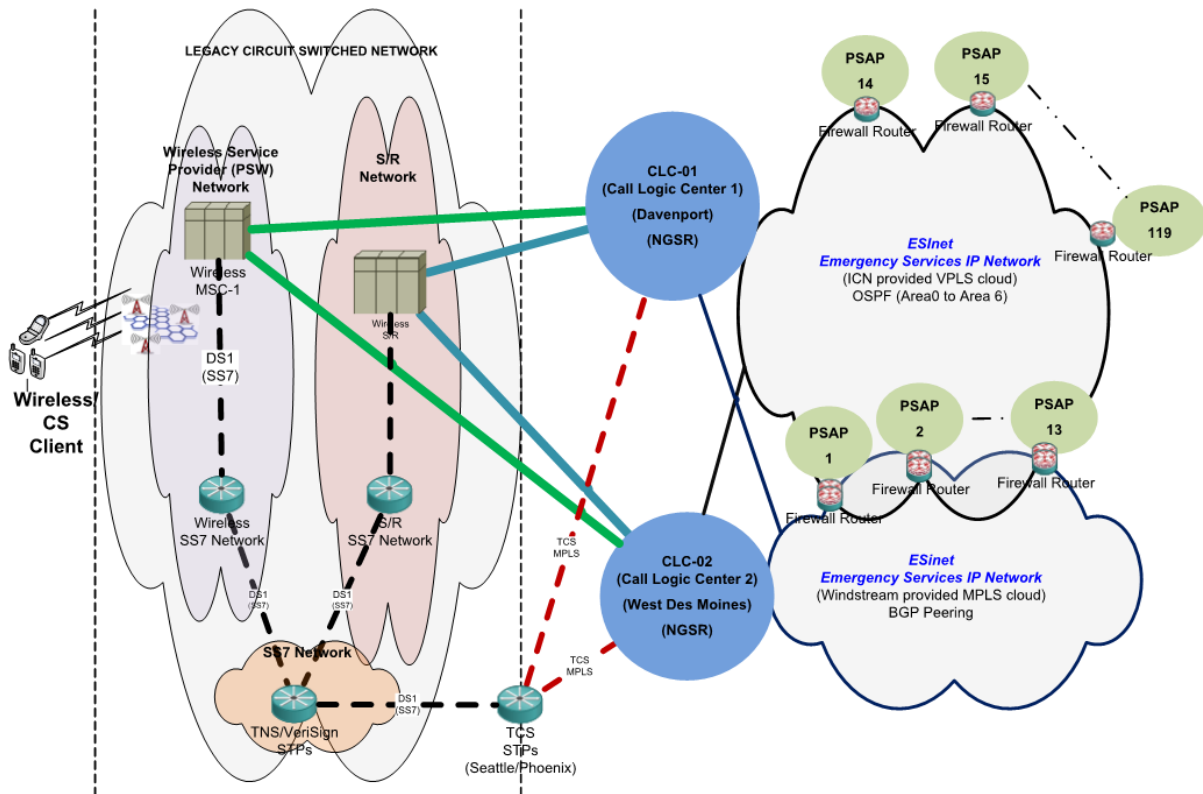 LEGACY CIRCUIT SWITCHED NETWORK
Wireless Service
Provider (PSW)
Network
Wireless
MSC-1
DS1
(SS7)
Wireless
SS7 Network
S/R
Network
Wireless
S/R
S/R
SS7 Network
Wireless/
CS
Client
DS1
(SS7)
DS1
(SS7)
SS7 Network
TNS/VeriSign
STPs
DS1
(SS7)
TCS
STPs
(Seattle/Phoenix)
TCS
MPLS
TCS
MPLS
CLC-01
(Call Logic Center 1)
(Davenport)
(NGSR)
CLC-02
(Call Logic Center 2)
(West Des Moines)
(NGSR)
PSAP
14
Firewall Router
PSAP
15
Firewall Router
PSAP
119
Firewall Router
ESInet
Emergency Services IP Network
(ICN provided VPLS cloud)
OSPF (Area0 to Area 6)
PSAP
1
Firewall Router
PSAP
2
Firewall Router
PSAP
13
Firewall Router
ESinet
Emergency Services IP Network
(Windstream provided MPLS cloud)
BGP Peering